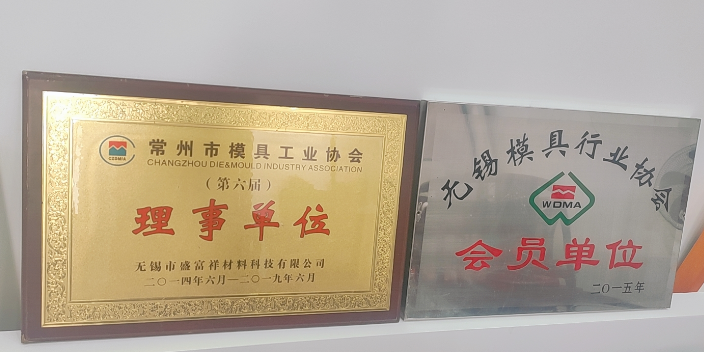 常州市模具工业协会
CHANGZHOU DIE&MOULD INDUSTRY ASSOCIATION
（第六届）
理事单位
无锡市盛富祥材料科技有限公司
二〇一四年六月—二〇一九年六月
无锡模具行业协会
WDMA
会员单位
二〇一五年